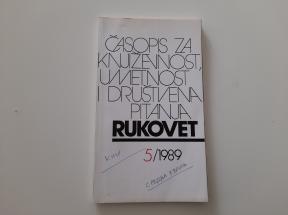 ČASOPIS ZA
KNJIŽEVNOST,
UMETNOST
I DRUŠTVENA
PITANJA
RUKOVET
5/1989